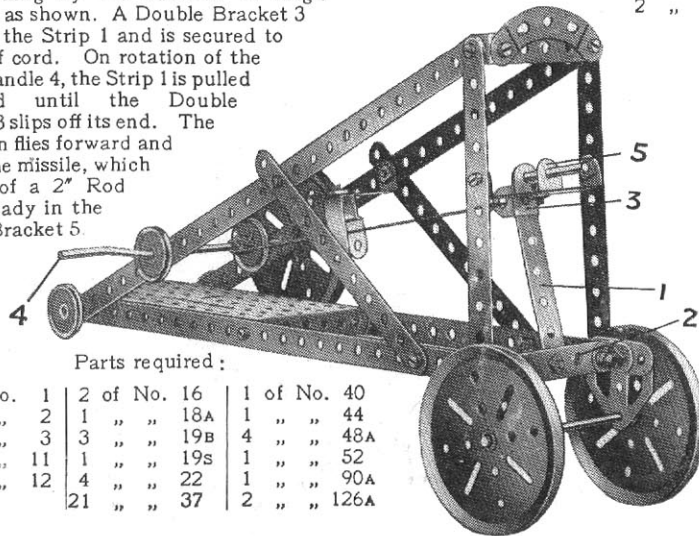 as shown. A Double Bracket 3
the Strip 1 and is secured to
f cord. On rotation of the
andle 4, the Strip 1 is pulled
d until the Double
3 slips off its end. The
n flies forward and
e missile, which
of a 2" Rod
ady in the
Bracket 5.
2 "
5
3
1
2
4
Parts required:
o. 1 | 2 of No. 16 | 1 of No. 40
" 2 | 1 " " 18A | 1 " " 44
" 3 | 3 " " 19B | 4 " " 48A
" 11 | 1 " " 19S | 1 " " 52
" 12 | 4 " " 22 | 1 " " 90A
21 " " 37 | 2 " " 126A